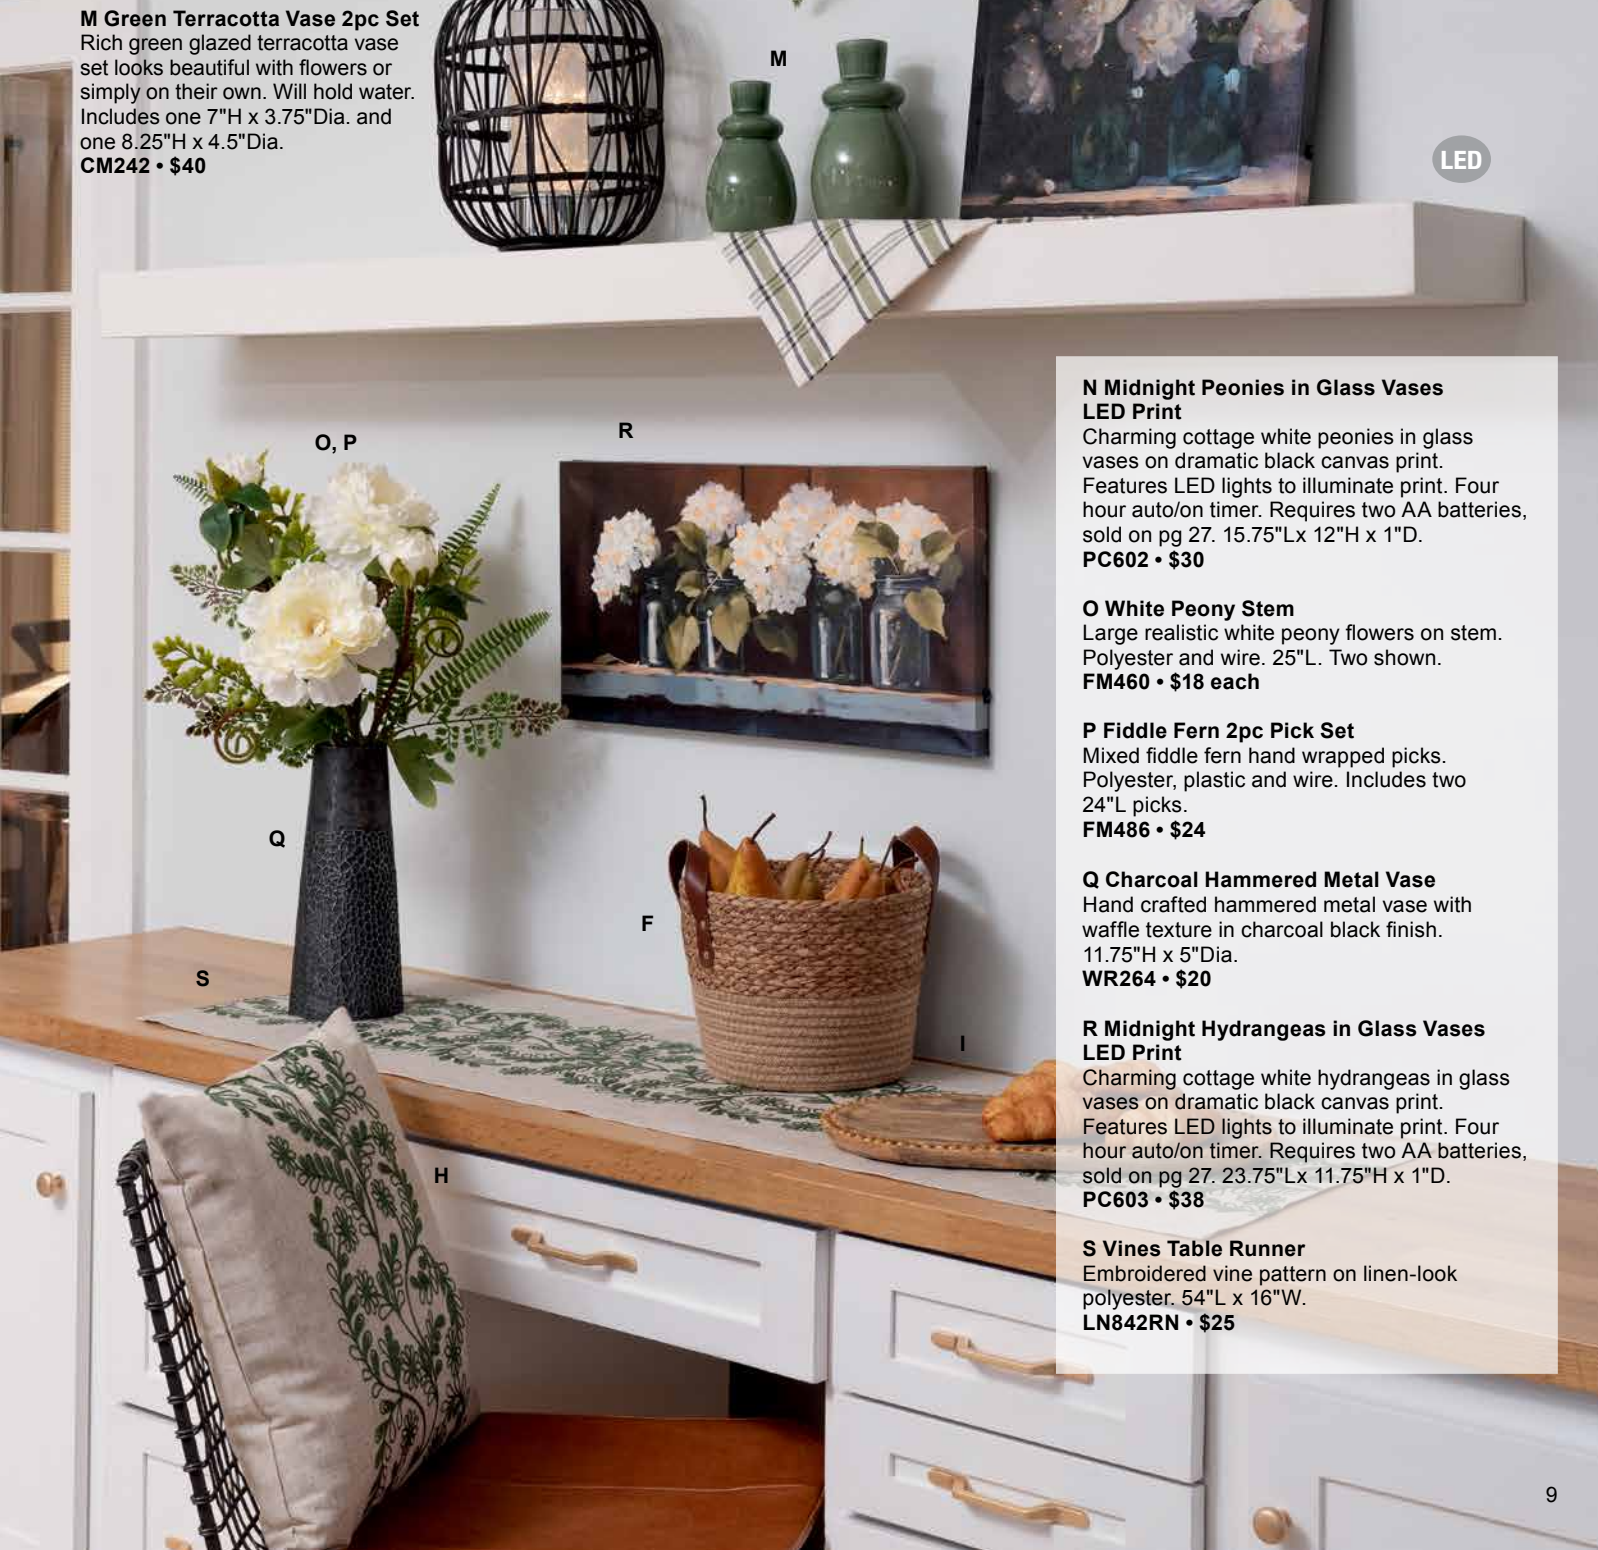 M Green Terracotta Vase 2pc Set
Rich green glazed terracotta vase
set looks beautiful with flowers or
simply on their own. Will hold water.
Includes one 7"H x 3.75"Dia. and
one 8.25"H x 4.5"Dia.
CM242 • $40
M
LED
N Midnight Peonies in Glass Vases
LED Print
Charming cottage white peonies in glass
vases on dramatic black canvas print.
Features LED lights to illuminate print. Four
hour auto/on timer. Requires two AA batteries,
sold on pg 27. 15.75"Lx 12"H x 1"D.
PC602 • $30
O White Peony Stem
Large realistic white peony flowers on stem.
Polyester and wire. 25"L. Two shown.
FM460 • $18 each
P Fiddle Fern 2pc Pick Set
Mixed fiddle fern hand wrapped picks.
Polyester, plastic and wire. Includes two
24"L picks.
FM486 • $24
Q Charcoal Hammered Metal Vase
Hand crafted hammered metal vase with
waffle texture in charcoal black finish.
11.75"H x 5"Dia.
WR264 • $20
R Midnight Hydrangeas in Glass Vases
LED Print
Charming cottage white hydrangeas in glass
vases on dramatic black canvas print.
Features LED lights to illuminate print. Four
hour auto/on timer. Requires two AA batteries,
sold on pg 27. 23.75"Lx 11.75"H x 1"D.
PC603 • $38
S Vines Table Runner
Embroidered vine pattern on linen-look
polyester. 54"L x 16"W.
LN842RN • $25
O, P
R
Q
F
S
I
H
9